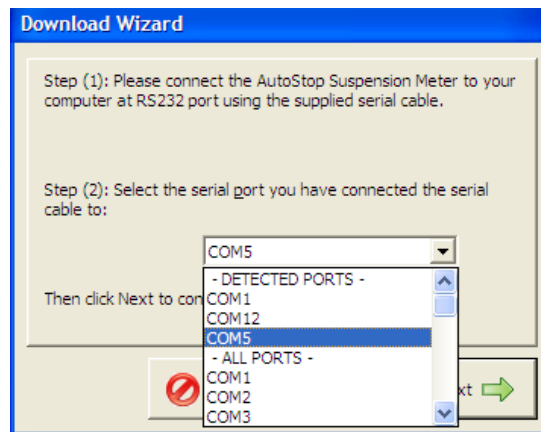 Download Wizard
Step (1): Please connect the AutoStop Suspension Meter to your
computer at RS232 port using the supplied serial cable.
Step (2): Select the serial port you have connected the serial
cable to:
COM5
- DETECTED PORTS -
Then click Next to con
COM1
COM12
COM5
- ALL PORTS -
COM1
COM2
COM3
xt